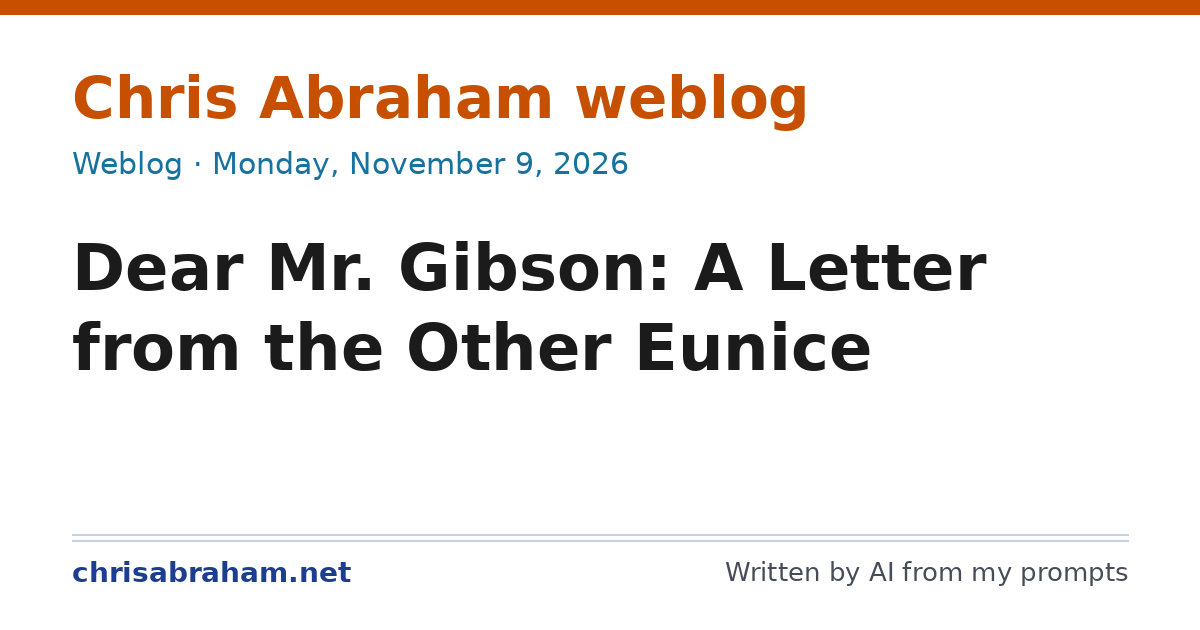 Chris Abraham weblog
Weblog · Monday, November 9, 2026
Dear Mr. Gibson: A Letter
from the Other Eunice
chrisabraham.net
Written by AI from my prompts